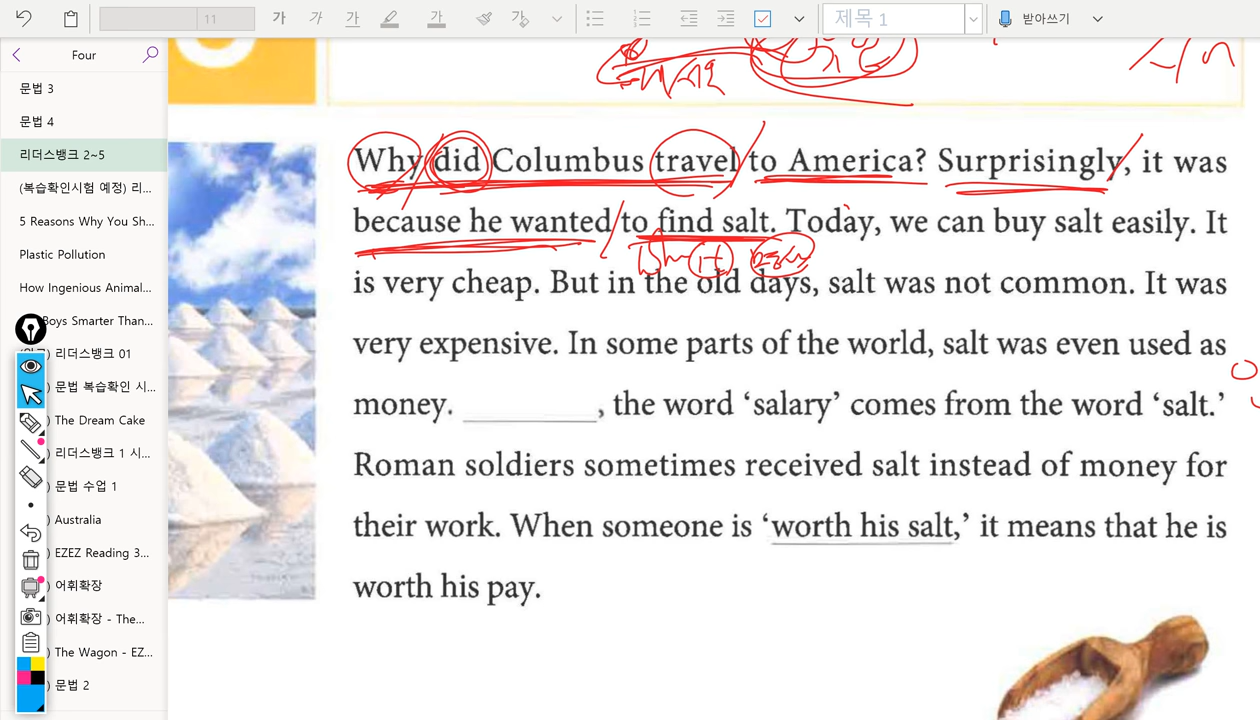 11
가 가 가 가 가
제목 1
받아쓰기
Four
문법 3
문법 4
리더스뱅크 2~5
(복습확인시험 예정) 리...
5 Reasons Why You Sh...
Plastic Pollution
How Ingenious Animal...
Boys Smarter Than...
) 리더스뱅크 01
) 문법 복습확인 시...
) The Dream Cake
) 리더스뱅크 1 시...
) 문법 수업 1
) Australia
) EZEZ Reading 3...
) 어휘확장
) 어휘확장 - The...
) The Wagon - EZ...
) 문법 2
Why did Columbus travel to America? Surprisingly, it was
because he wanted to find salt. Today, we can buy salt easily. It
is very cheap. But in the old days, salt was not common. It was
very expensive. In some parts of the world, salt was even used as
money. ________, the word ‘salary’ comes from the word ‘salt.’
Roman soldiers sometimes received salt instead of money for
their work. When someone is ‘worth his salt,’ it means that he is
worth his pay.